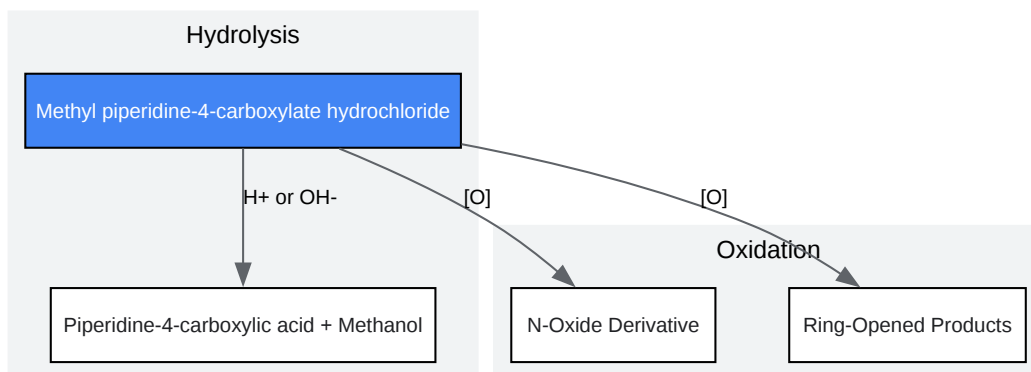 Hydrolysis
Methyl piperidine-4-carboxylate hydrochloride
H+ or OH-
[O]
[O]
Oxidation
Piperidine-4-carboxylic acid + Methanol
N-Oxide Derivative
Ring-Opened Products